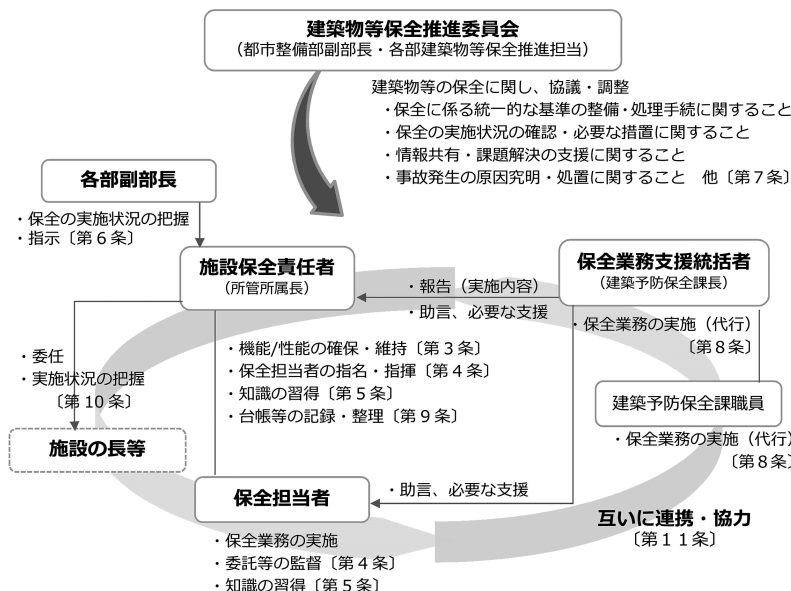 建築物等保全推進委員会
（都市整備部副部長・各部建築物等保全推進担当）
建築物等の保全に関し、協議・調整
・保全に係る統一的な基準の整備・処理手続に関すること
・保全の実施状況の確認・必要な措置に関すること
・情報共有・課題解決の支援に関すること
・事故発生の原因究明・処置に関すること　他〔第７条〕
各部副部長
・保全の実施状況の把握
・指示〔第６条〕
施設保全責任者
（所管所属長）
保全業務支援統括者
（建築予防保全課長）
・報告（実施内容）
・助言、必要な支援
・保全業務の実施（代行）
〔第８条〕
・委任
・実施状況の把握
〔第 10 条〕
・機能/性能の確保・維持〔第３条〕
・保全担当者の指名・指揮〔第４条〕
・知識の習得〔第５条〕
・台帳等の記録・整理〔第９条〕
建築予防保全課職員
・保全業務の実施（代行）
〔第８条〕
施設の長等
保全担当者
・助言、必要な支援
・保全業務の実施
・委託等の監督〔第４条〕
・知識の習得〔第５条〕
互いに連携・協力
〔第１１条〕